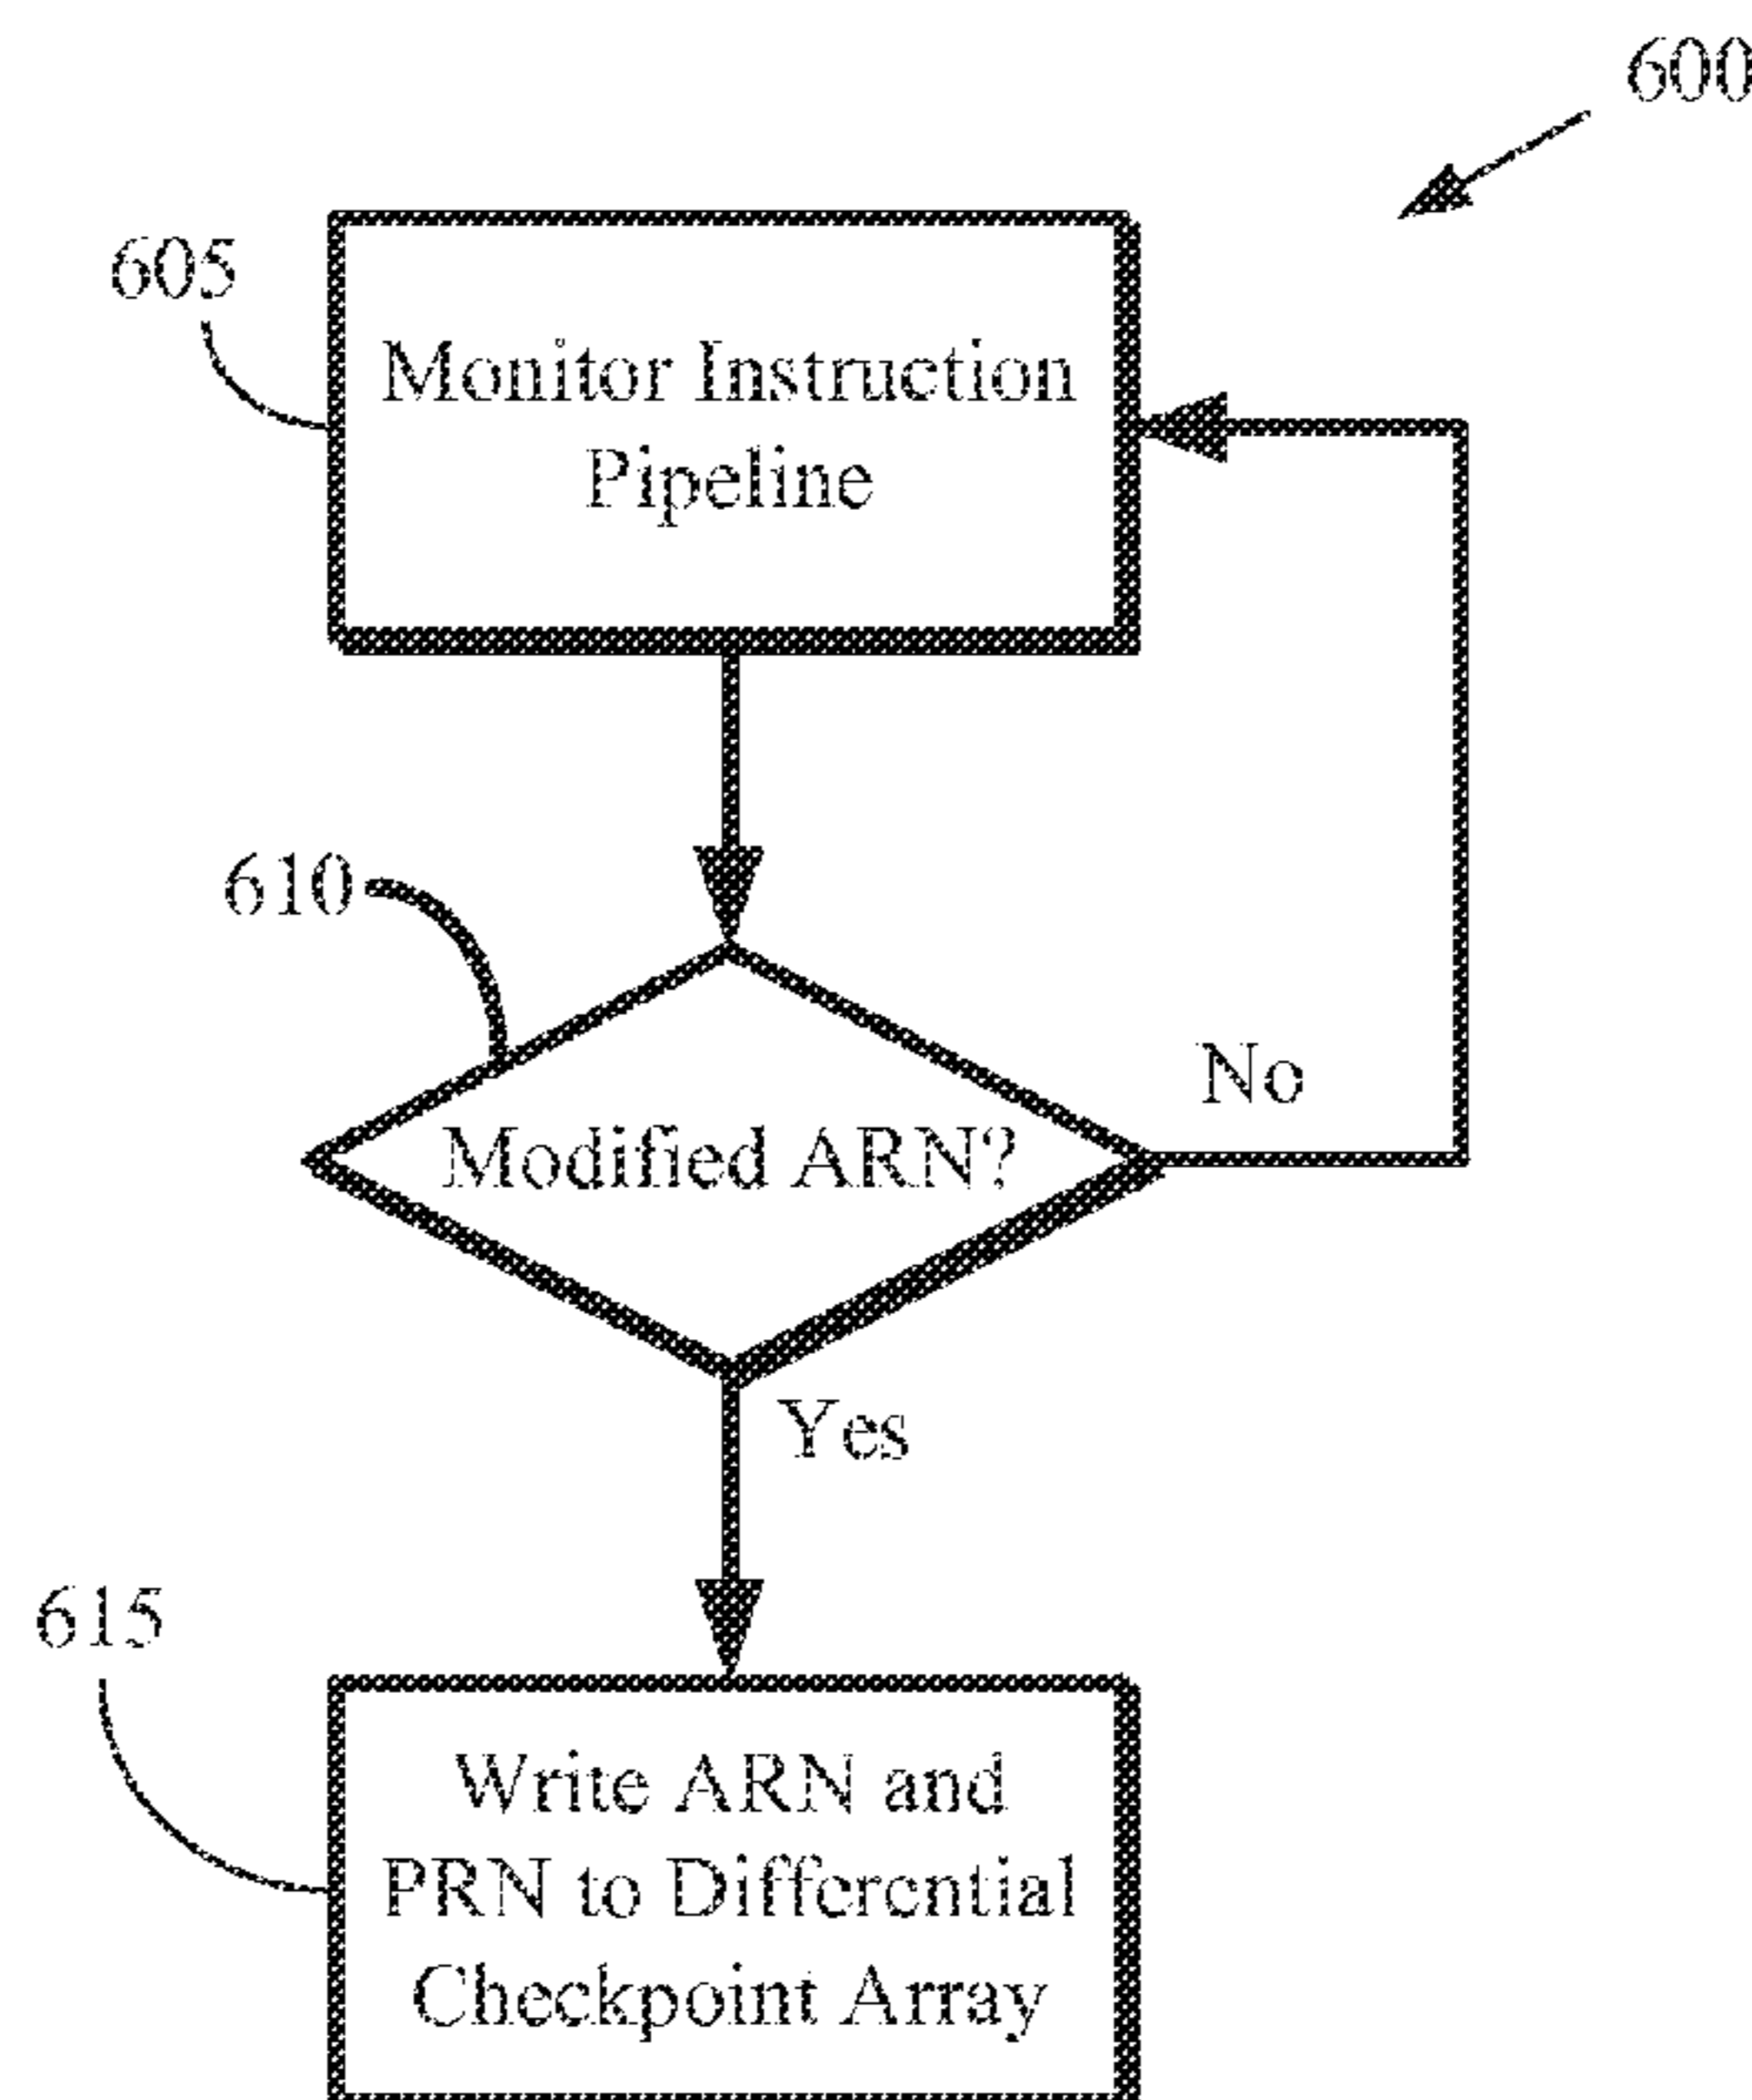 600
605
Monitor Instruction
Pipeline
610
No
Modified ARN?
Yes
615
Write ARN and
PRN to Differential
Checkpoint Array